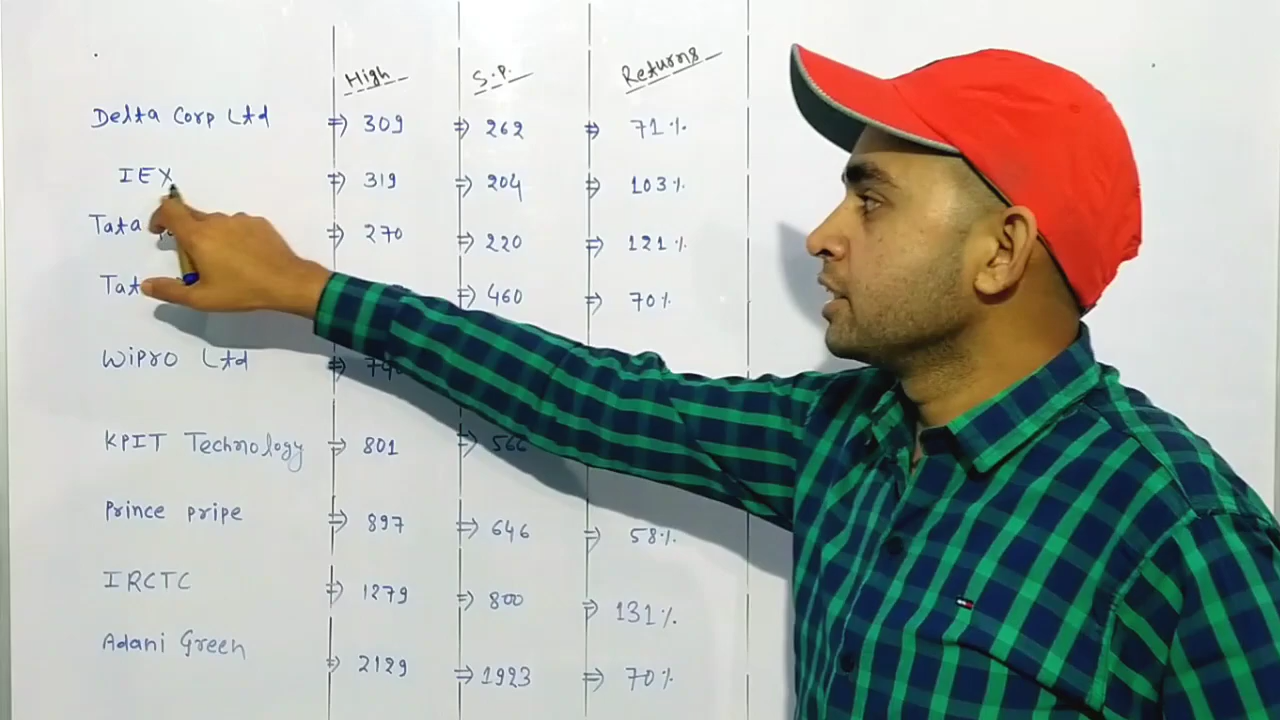 High S.P. Returns
Delta Corp Ltd => 309 => 262 => 71%
IEX => 319 => 204 => 103%
Tata => 270 => 220 => 121%
=> 460 => 70%
Wipro Ltd =>
KPIT Technology => 801 =>
Prince pripe => 897 => 646 => 58%
IRCTC => 1279 => 800 => 131%
Adani Green => 2129 => 1923 => 70%